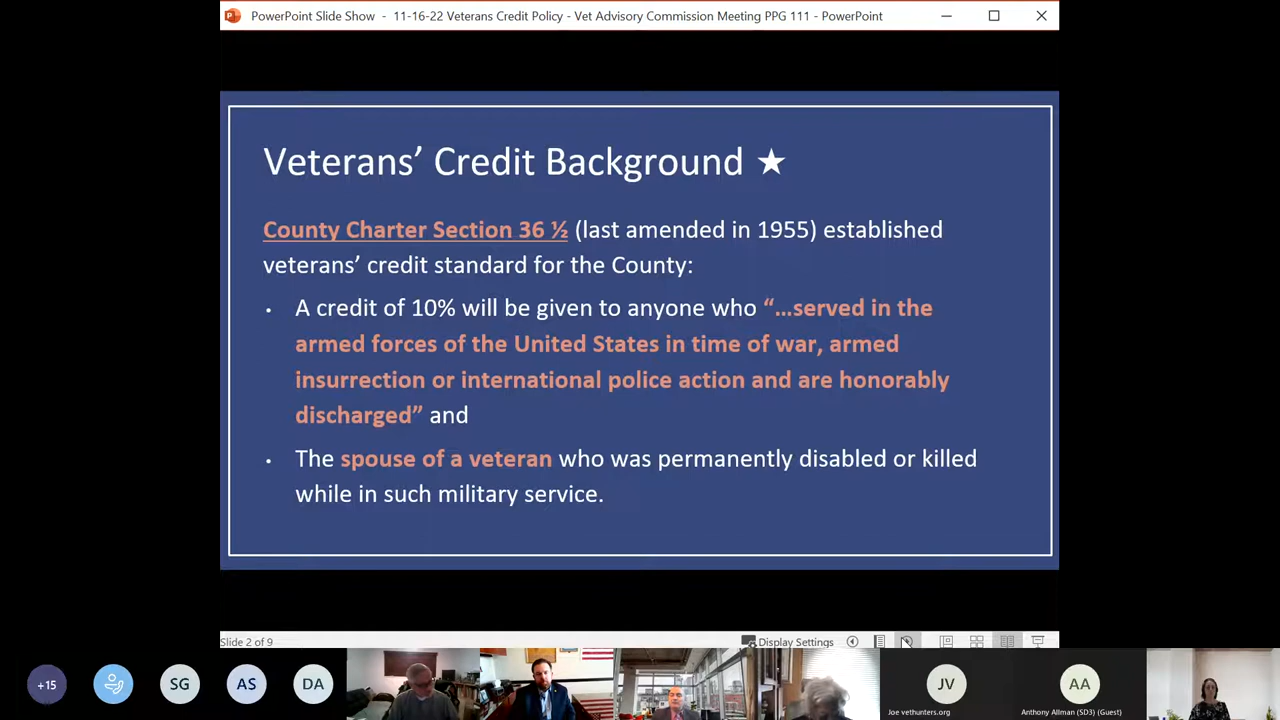 PowerPoint Slide Show - 11-16-22 Veterans Credit Policy - Vet Advisory Commission Meeting PPG 111 - PowerPoint
Veterans’ Credit Background ★
County Charter Section 36 ½ (last amended in 1955) established
veterans’ credit standard for the County:
• A credit of 10% will be given to anyone who “…served in the
armed forces of the United States in time of war, armed
insurrection or international police action and are honorably
discharged” and
• The spouse of a veteran who was permanently disabled or killed
while in such military service.
Slide 2 of 9
Display Settings
+15
SG
AS
DA
JV
AA
Joe vethunters.org
Anthony Allman (SD3) (Guest)